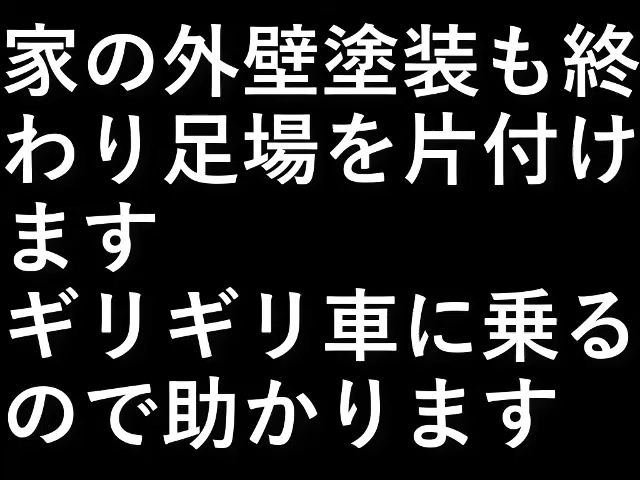 家の外壁塗装も終
わり足場を片付け
ます
ギリギリ車に乗る
ので助かります